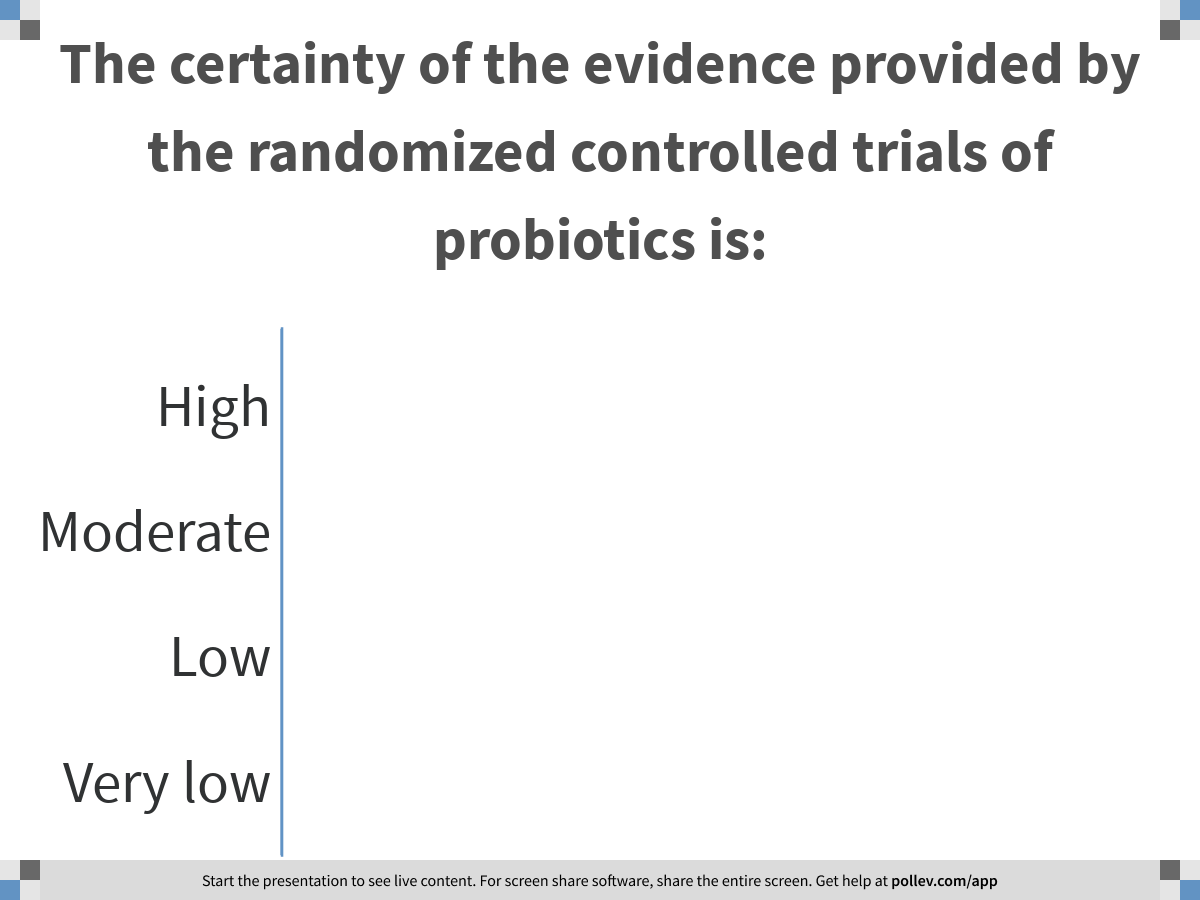 The certainty of the evidence provided by
the randomized controlled trials of
probiotics is:
High
Moderate
Low
Very low
Start the presentation to see live content. For screen share software, share the entire screen. Get help at pollev.com/app